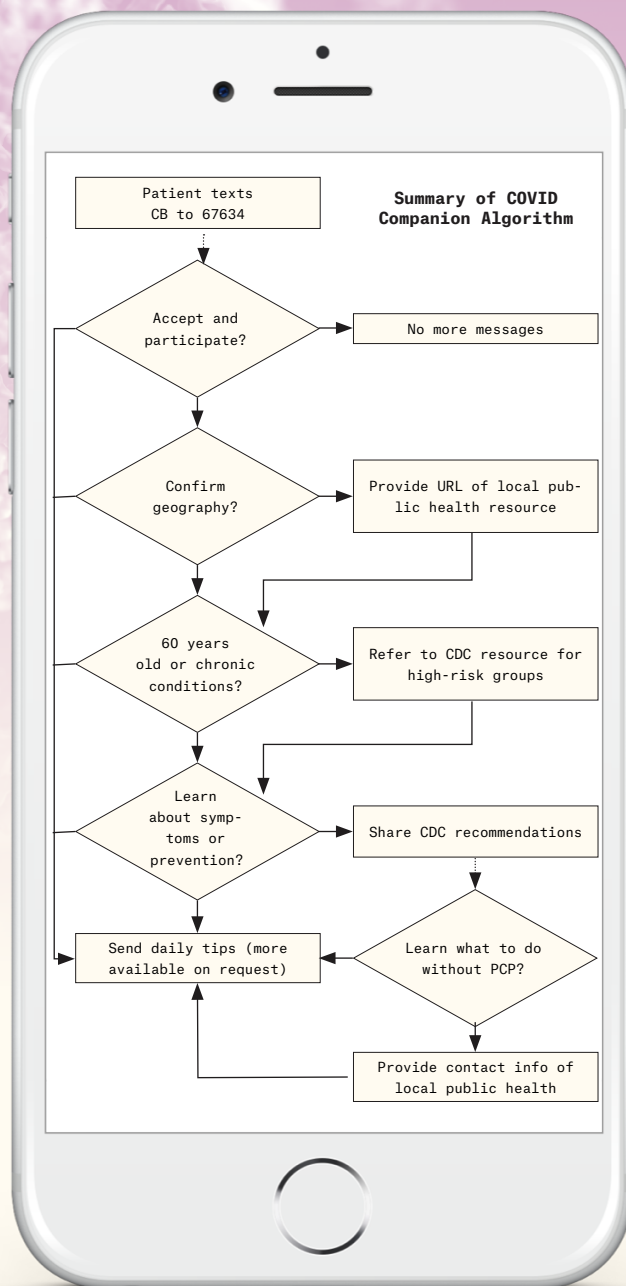 Summary of COVID
Companion Algorithm
Patient texts
CB to 67634
Accept and
participate?
No more messages
Confirm
geography?
Provide URL of local pub-
lic health resource
60 years
old or chronic
conditions?
Refer to CDC resource for
high-risk groups
Learn
about symp-
toms or
prevention?
Share CDC recommendations
Send daily tips (more
available on request)
Learn what to do
without PCP?
Provide contact info of
local public health